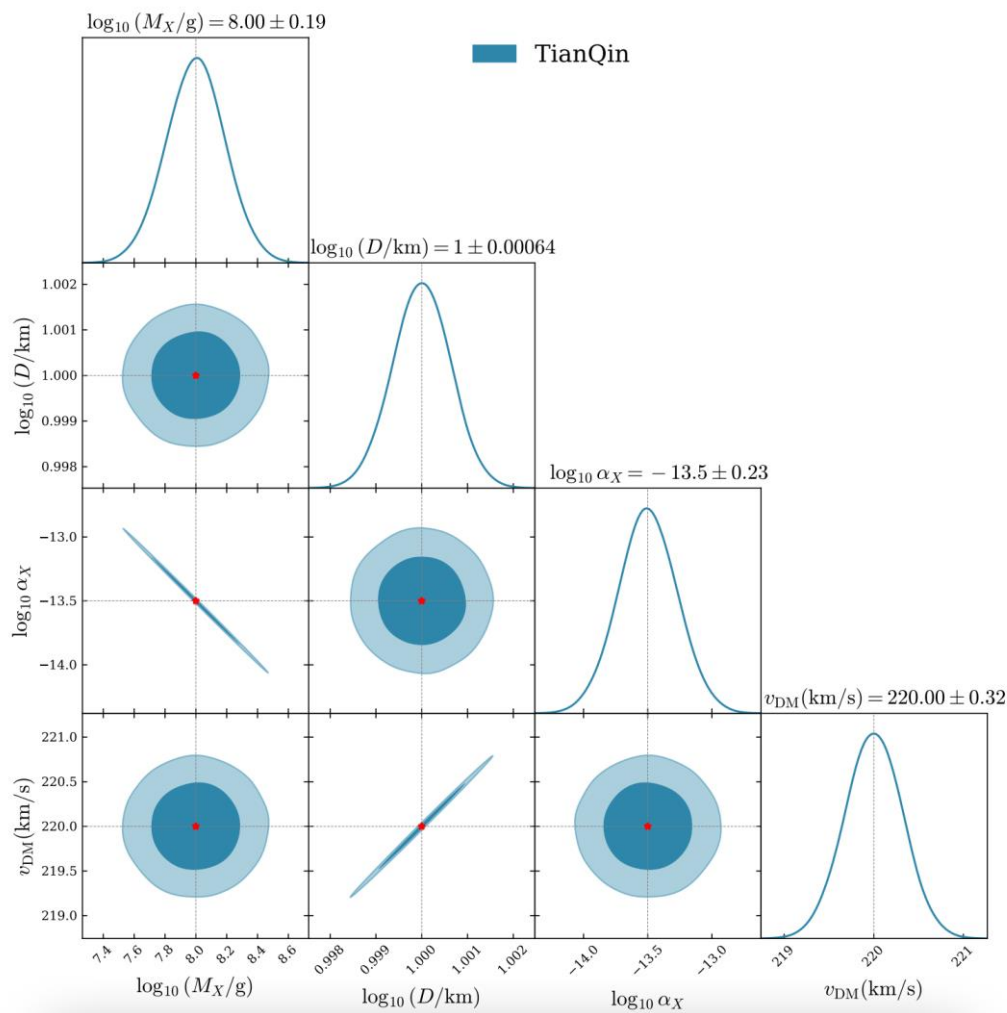 log₁₀ (M_X/g) = 8.00 ± 0.19
TianQin
log₁₀ (D/km) = 1 ± 0.00064
1.002
1.001
1.000
0.999
0.998
log₁₀ (D/km)
log₁₀ α_X = − 13.5 ± 0.23
−13.0
−13.5
−14.0
log₁₀ α_X
v_DM(km/s) = 220.00 ± 0.32
221.0
220.5
220.0
219.5
219.0
v_DM(km/s)
7.4 7.6 7.8 8.0 8.2 8.4 8.6
0.998 0.999 1.000 1.001 1.002
−14.0 −13.5 −13.0
219 220 221
log₁₀ (M_X/g)
log₁₀ (D/km)
log₁₀ α_X
v_DM(km/s)